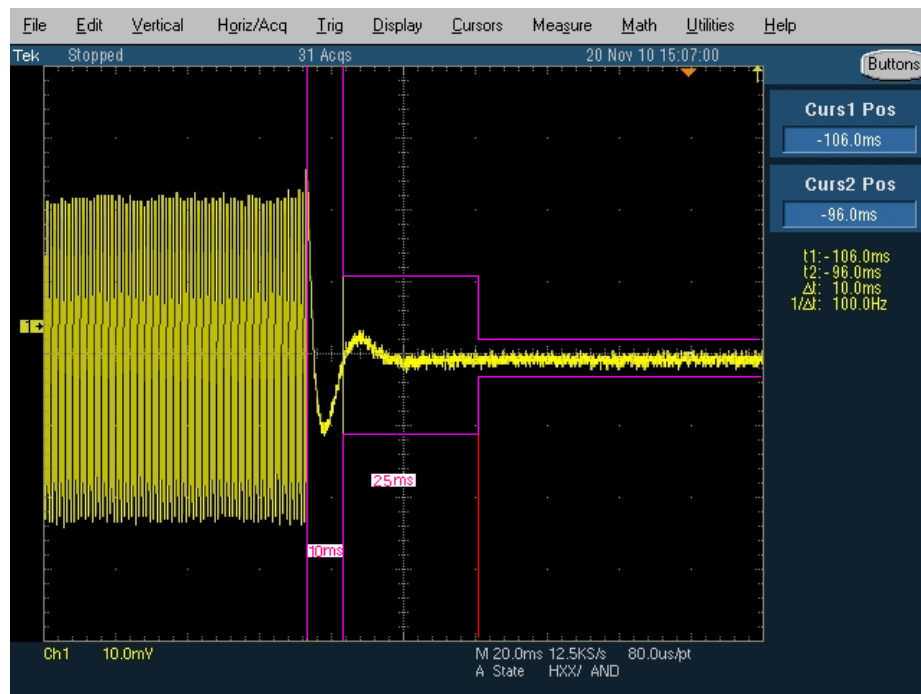 File Edit Vertical Horiz/Acq Trig Display Cursors Measure Math Utilities Help
Tek Stopped 31 Acqs 20 Nov 10 15:07:00
Buttons
Curs1 Pos
-106.0ms
Curs2 Pos
-96.0ms
t1:-106.0ms
t2:-96.0ms
Δt: 10.0ms
1/Δt: 100.0Hz
1
25ms
10ms
Ch1 10.0mV M 20.0ms 12.5KS/s 80.0us/pt
A State HXX/ AND